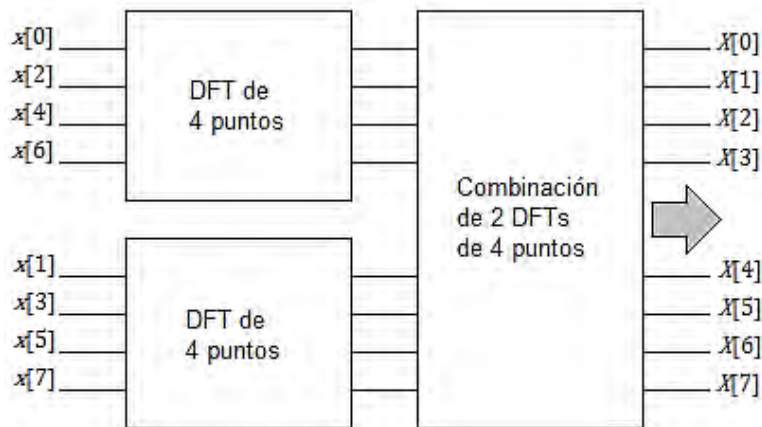 x[0]
x[2]
x[4]
x[6]
DFT de
4 puntos
x[1]
x[3]
x[5]
x[7]
DFT de
4 puntos
Combinación
de 2 DFTs
de 4 puntos
X[0]
X[1]
X[2]
X[3]
X[4]
X[5]
X[6]
X[7]